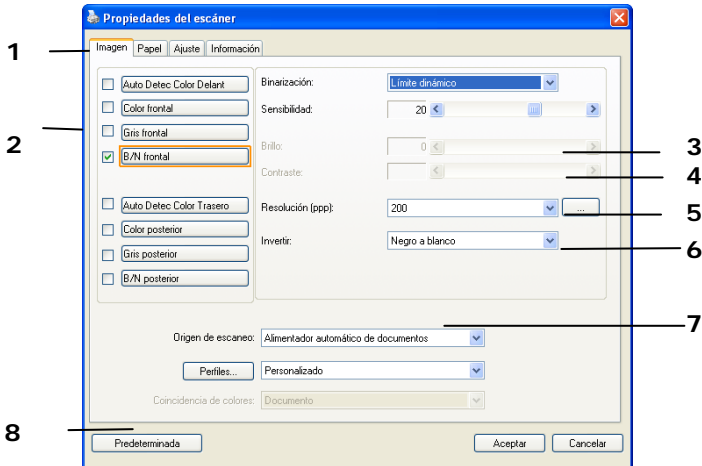 Propiedades del escáner
1
Imagen Papel Ajuste Información
Auto Detec Color Delant
Color frontal
2
Gris frontal
B/N frontal
Auto Detec Color Trasero
Color posterior
Gris posterior
B/N posterior
Binarización: Límite dinámico
Sensibilidad: 20
Brillo: 0
3
Contraste:
4
Resolución (ppp): 200 ...
5
Invertir: Negro a blanco
6
7
Origen de escaneo: Alimentador automático de documentos
Perfiles... Personalizado
Coincidencia de colores: Documento
8
Predeterminada Aceptar Cancelar